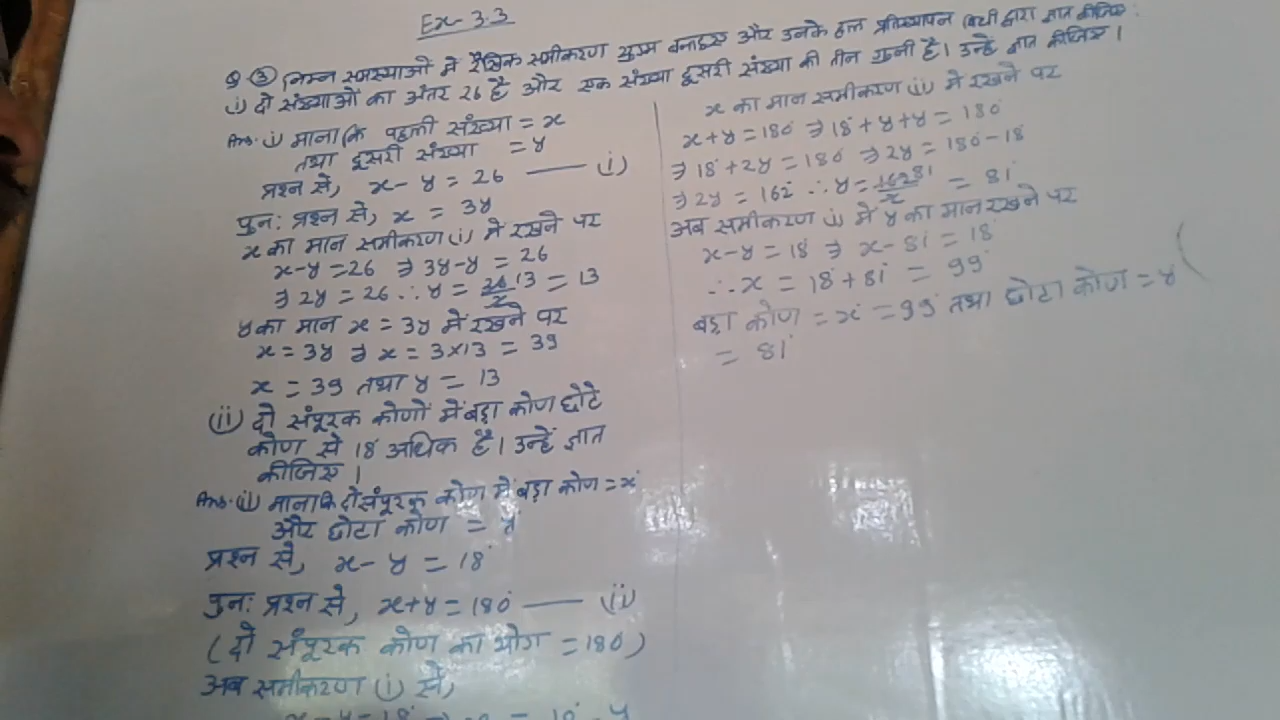 Ex-3.3
Q ③ निम्न समस्याओं में रैखिक समीकरण युग्म बनाइए और उनके हल प्रतिस्थापन विधी द्वारा ज्ञात कीजिए:
(i) दो संख्याओं का अंतर 26 है और एक संख्या दूसरी संख्या की तीन गुनी है। उन्हें ज्ञात कीजिए।
Ans. (i) माना कि पहली संख्या = x
तथा दूसरी संख्या = y
प्रश्न से, x - y = 26 —— (i)
पुनः प्रश्न से, x = 3y
x का मान समीकरण (i) में रखने पर
x-y = 26 ⇒ 3y-y = 26
⇒ 2y = 26 ∴ y = 26/2 13 = 13
y का मान x = 3y में रखने पर
x = 3y ⇒ x = 3×13 = 39
x = 39 तथा y = 13
(ii) दो संपूरक कोणों में बड़ा कोण छोटे
कोण से 18° अधिक है। उन्हें ज्ञात
कीजिए।
Ans. (ii) माना कि दो संपूरक कोण में बड़ा कोण = x°
और छोटा कोण = y°
प्रश्न से, x - y = 18°
पुनः प्रश्न से, x+y = 180° —— (ii)
(दो संपूरक कोण का योग = 180°)
अब समीकरण (i) से,
x - y = 18°
x का मान समीकरण (ii) में रखने पर
x+y = 180° ⇒ 18°+y+y = 180°
⇒ 18°+2y = 180° ⇒ 2y = 180°-18°
⇒ 2y = 162° ∴ y = 162/2 81 = 81°
अब समीकरण (i) में y का मान रखने पर
x-y = 18° ⇒ x-81° = 18°
∴ x = 18°+81° = 99°
बड़ा कोण = x° = 99° तथा छोटा कोण = y
= 81°